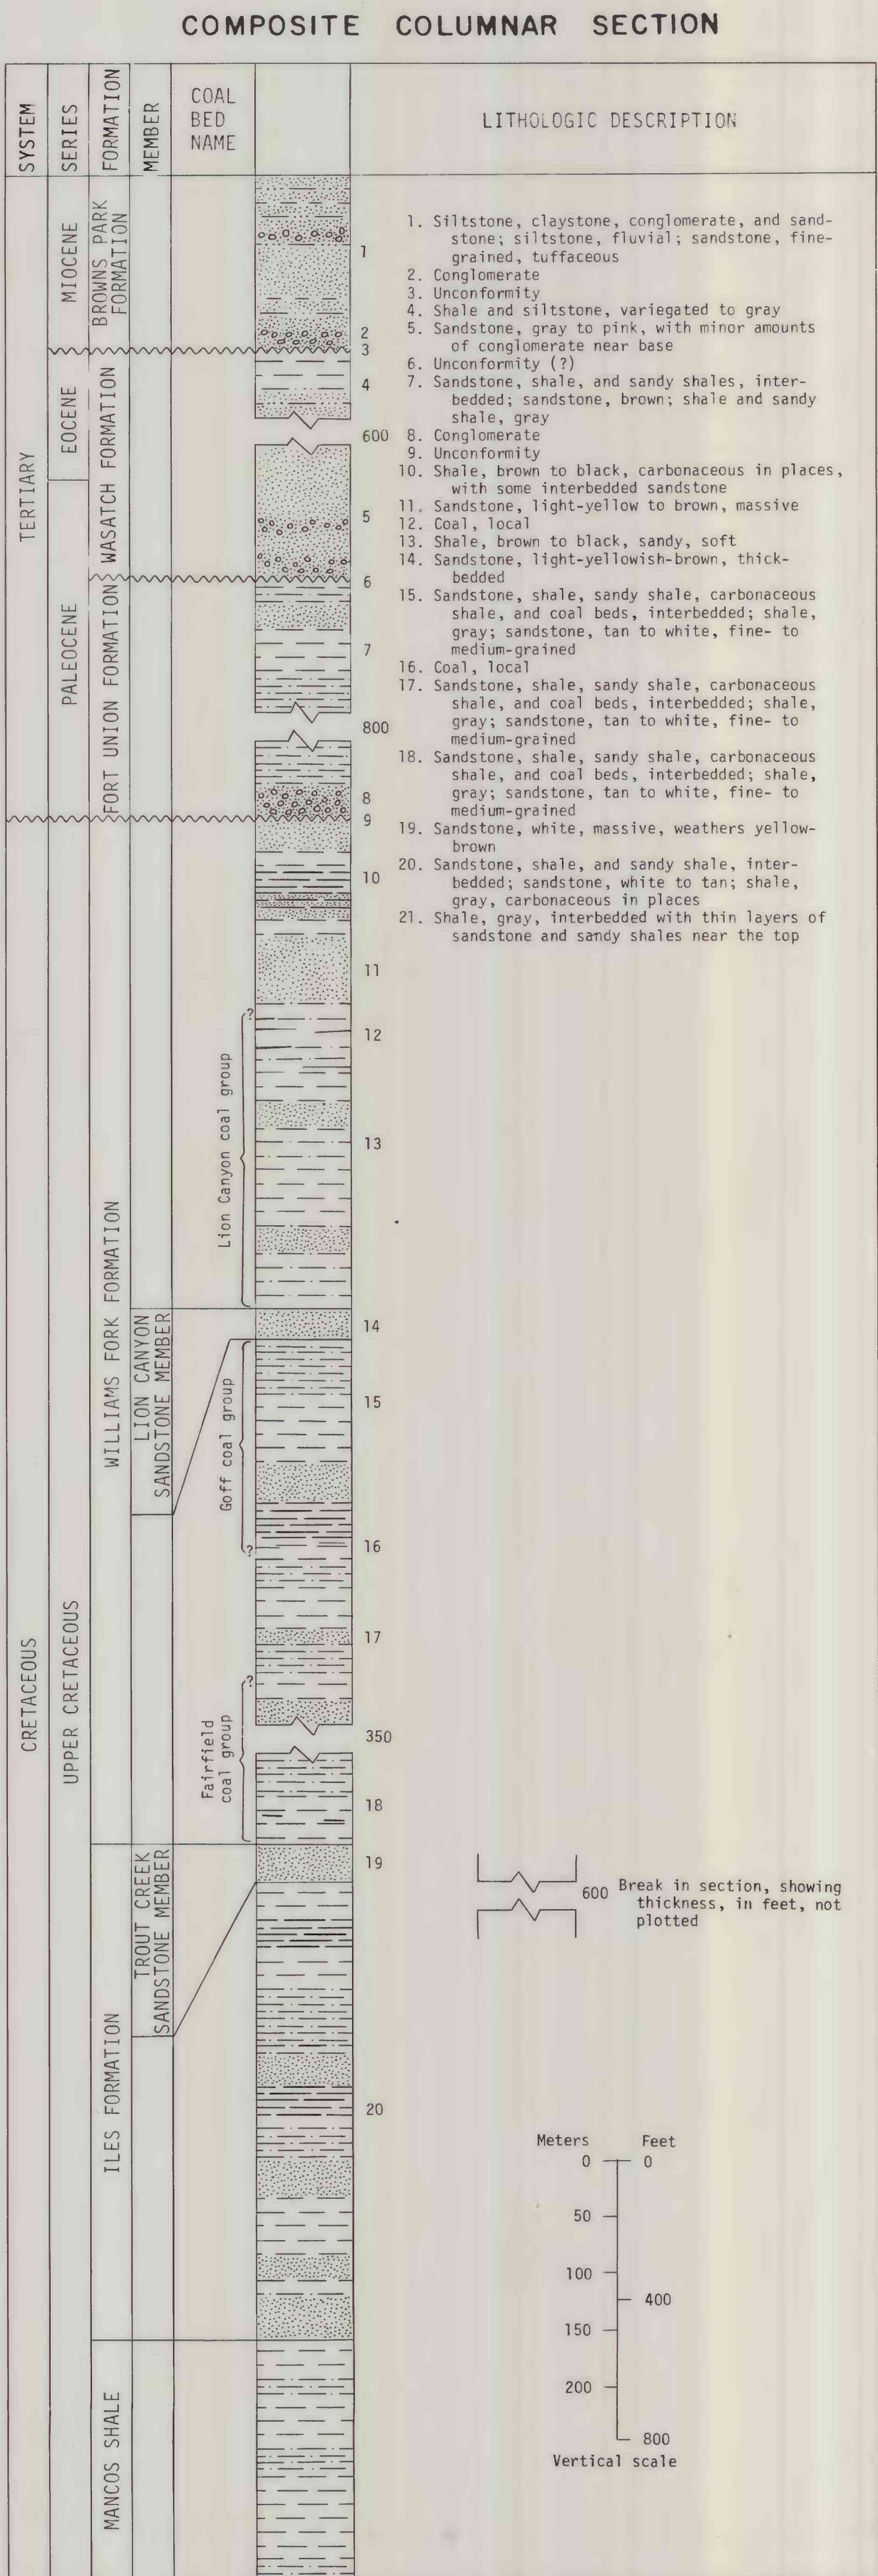 COMPOSITE COLUMNAR SECTION
SYSTEM
SERIES
FORMATION
MEMBER
COAL
BED
NAME
LITHOLOGIC DESCRIPTION
TERTIARY
MIOCENE
BROWNS PARK
FORMATION
EOCENE
WASATCH FORMATION
PALEOCENE
FORT UNION FORMATION
CRETACEOUS
UPPER CRETACEOUS
WILLIAMS FORK FORMATION
LION CANYON
SANDSTONE MEMBER
ILES FORMATION
TROUT CREEK
SANDSTONE MEMBER
MANCOS SHALE
?
Lion Canyon coal group
Goff coal group
?
?
Fairfield
coal group
1
2
3
4
600
5
6
7
800
8
9
10
11
12
13
14
15
16
17
350
18
19
20
1. Siltstone, claystone, conglomerate, and sand-
stone; siltstone, fluvial; sandstone, fine-
grained, tuffaceous
2. Conglomerate
3. Unconformity
4. Shale and siltstone, variegated to gray
5. Sandstone, gray to pink, with minor amounts
of conglomerate near base
6. Unconformity (?)
7. Sandstone, shale, and sandy shales, inter-
bedded; sandstone, brown; shale and sandy
shale, gray
8. Conglomerate
9. Unconformity
10. Shale, brown to black, carbonaceous in places,
with some interbedded sandstone
11. Sandstone, light-yellow to brown, massive
12. Coal, local
13. Shale, brown to black, sandy, soft
14. Sandstone, light-yellowish-brown, thick-
bedded
15. Sandstone, shale, sandy shale, carbonaceous
shale, and coal beds, interbedded; shale,
gray; sandstone, tan to white, fine- to
medium-grained
16. Coal, local
17. Sandstone, shale, sandy shale, carbonaceous
shale, and coal beds, interbedded; shale,
gray; sandstone, tan to white, fine- to
medium-grained
18. Sandstone, shale, sandy shale, carbonaceous
shale, and coal beds, interbedded; shale,
gray; sandstone, tan to white, fine- to
medium-grained
19. Sandstone, white, massive, weathers yellow-
brown
20. Sandstone, shale, and sandy shale, inter-
bedded; sandstone, white to tan; shale,
gray, carbonaceous in places
21. Shale, gray, interbedded with thin layers of
sandstone and sandy shales near the top
600 Break in section, showing
thickness, in feet, not
plotted
Meters Feet
0 0
50
100
400
150
200
800
Vertical scale